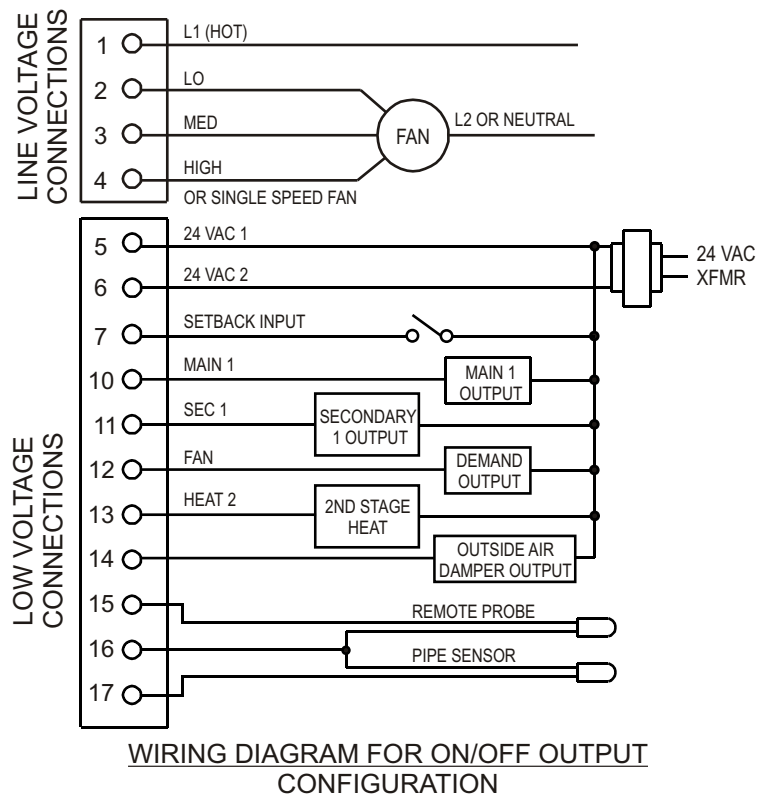 LINE VOLTAGE
CONNECTIONS
1 L1 (HOT)
2 LO
3 MED
4 HIGH
OR SINGLE SPEED FAN
FAN
L2 OR NEUTRAL
LOW VOLTAGE
CONNECTIONS
5 24 VAC 1
6 24 VAC 2
24 VAC
XFMR
7 SETBACK INPUT
10 MAIN 1
MAIN 1
OUTPUT
11 SEC 1
SECONDARY
1 OUTPUT
12 FAN
DEMAND
OUTPUT
13 HEAT 2
2ND STAGE
HEAT
14
OUTSIDE AIR
DAMPER OUTPUT
15
REMOTE PROBE
16
PIPE SENSOR
17
WIRING DIAGRAM FOR ON/OFF OUTPUT
CONFIGURATION